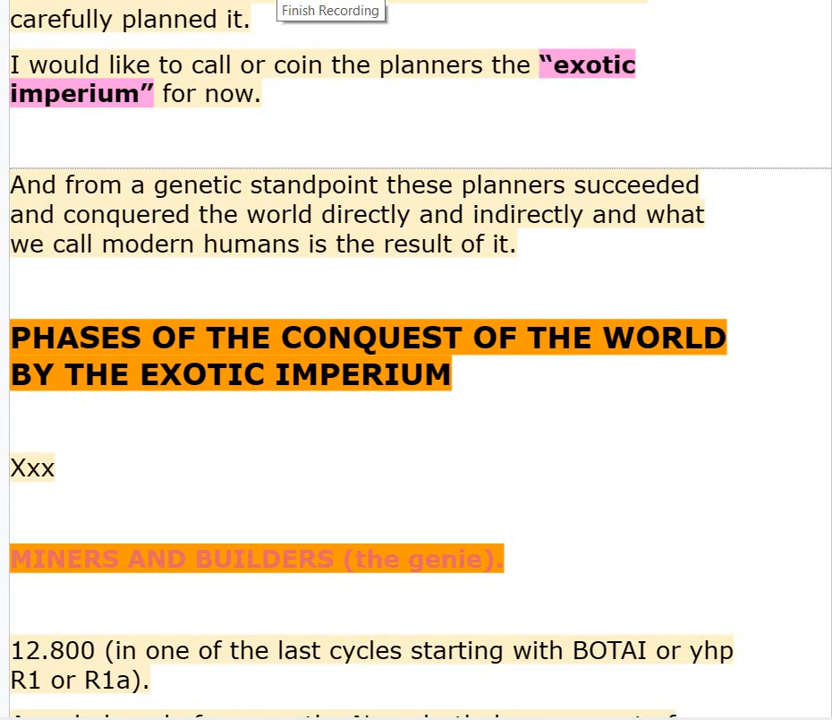 Finish Recording
carefully planned it.
I would like to call or coin the planners the “exotic
imperium” for now.
And from a genetic standpoint these planners succeeded
and conquered the world directly and indirectly and what
we call modern humans is the result of it.
PHASES OF THE CONQUEST OF THE WORLD
BY THE EXOTIC IMPERIUM
Xxx
MINERS AND BUILDERS (the genie).
12.800 (in one of the last cycles starting with BOTAI or yhp
R1 or R1a).